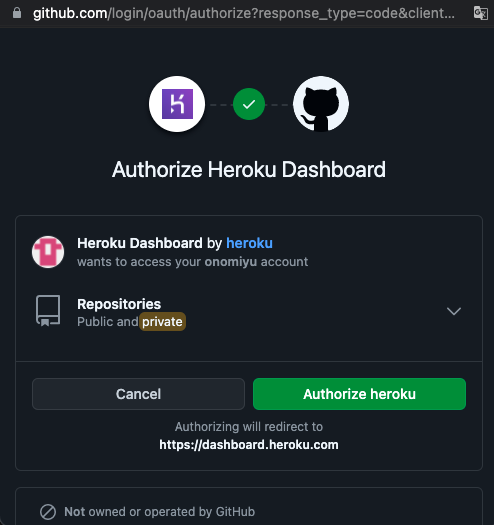 github.com/login/oauth/authorize?response_type=code&client...
Authorize Heroku Dashboard
Heroku Dashboard by heroku
wants to access your onomiyu account
Repositories
Public and private
Cancel
Authorize heroku
Authorizing will redirect to
https://dashboard.heroku.com
Not owned or operated by GitHub